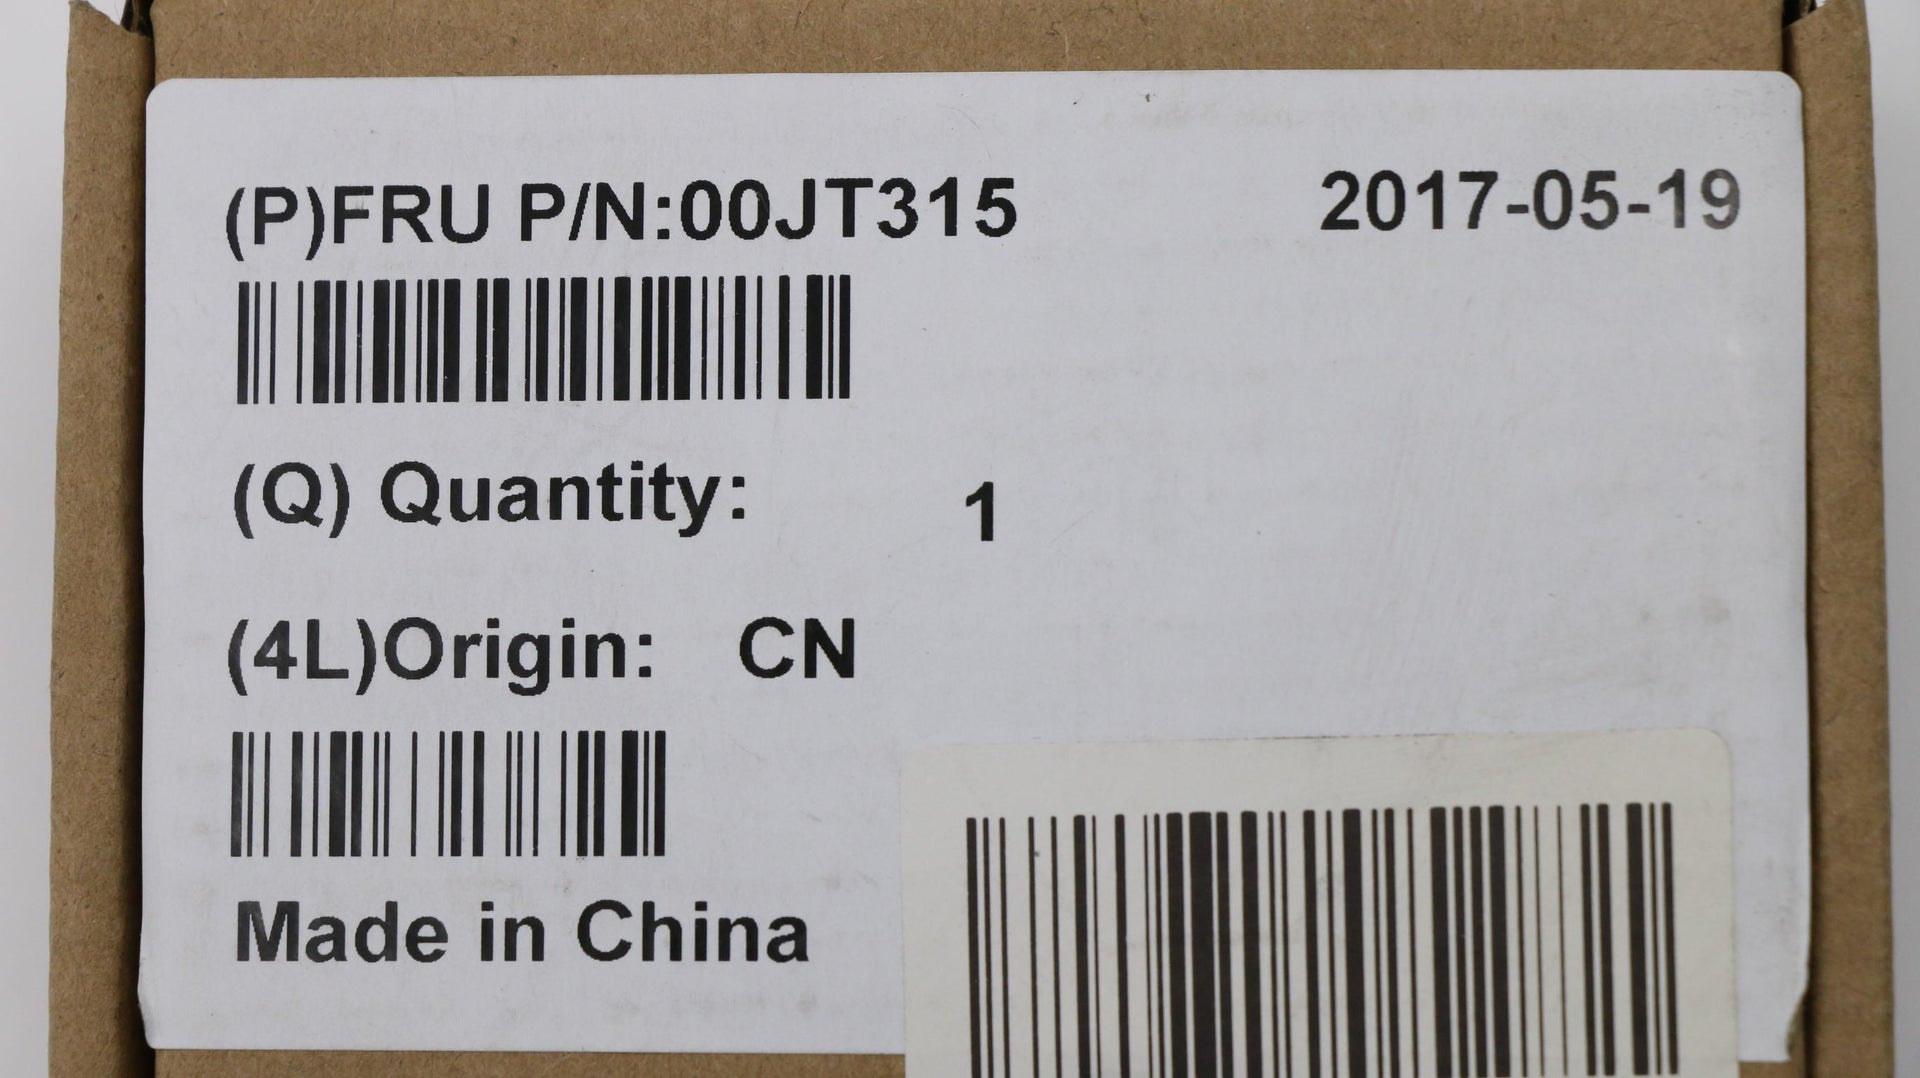 (P)FRU P/N:00JT315 2017-05-19
(Q) Quantity: 1
(4L)Origin: CN
Made in China